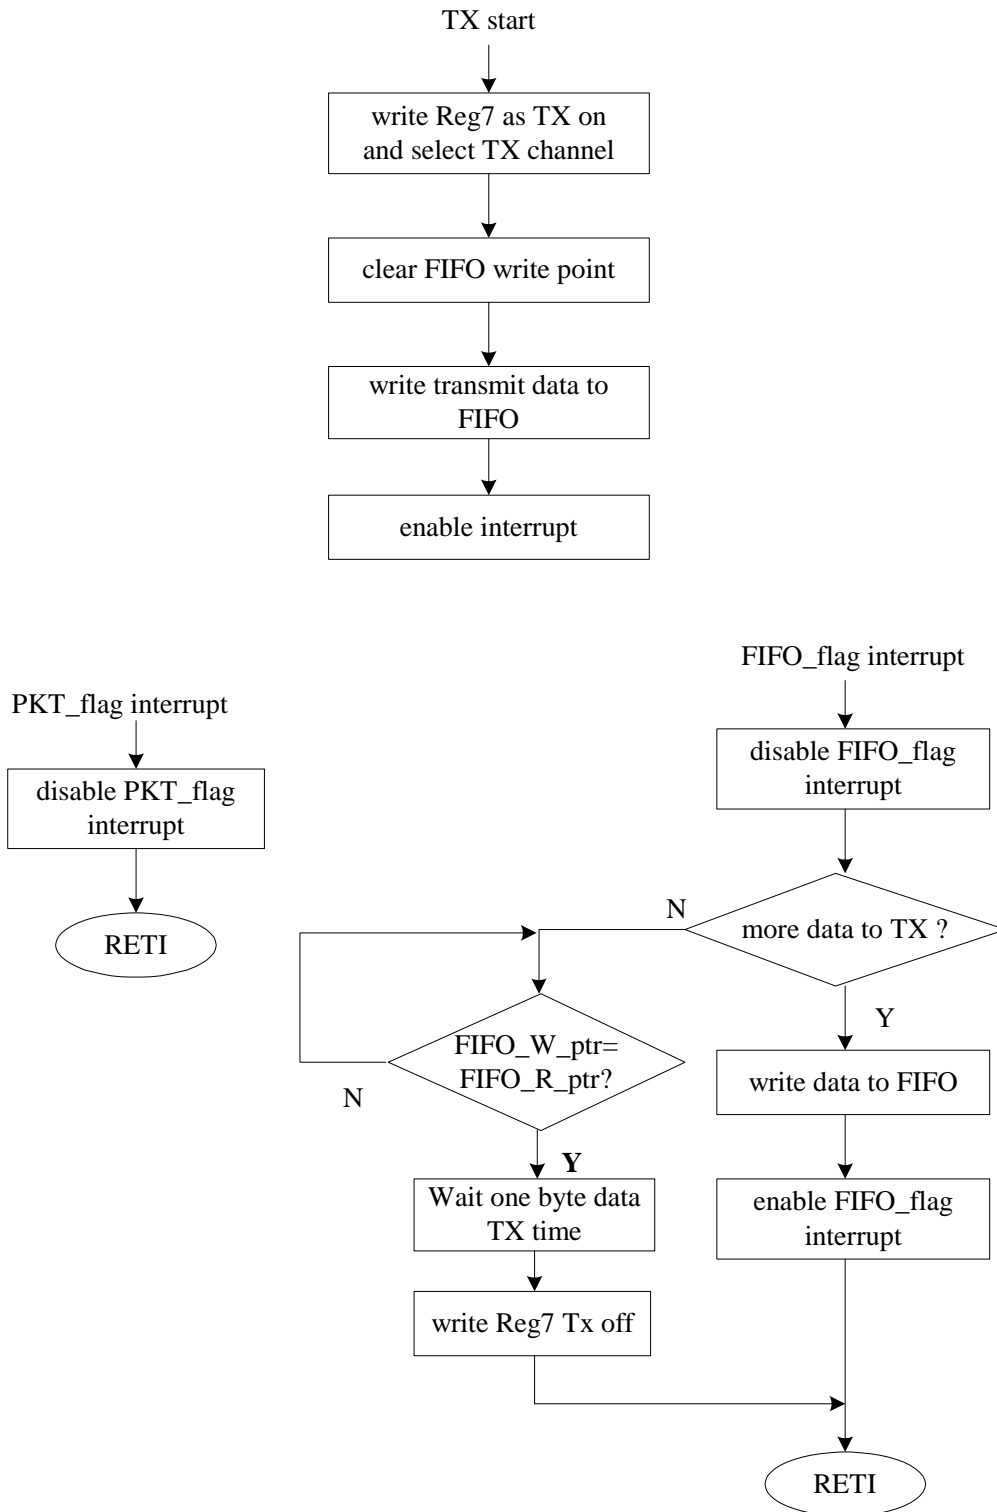 TX start
write Reg7 as TX on
and select TX channel
clear FIFO write point
write transmit data to
FIFO
enable interrupt
PKT_flag interrupt
disable PKT_flag
interrupt
RETI
FIFO_flag interrupt
disable FIFO_flag
interrupt
more data to TX ?
N
Y
FIFO_W_ptr=
FIFO_R_ptr?
N
Y
Wait one byte data
TX time
write Reg7 Tx off
write data to FIFO
enable FIFO_flag
interrupt
RETI